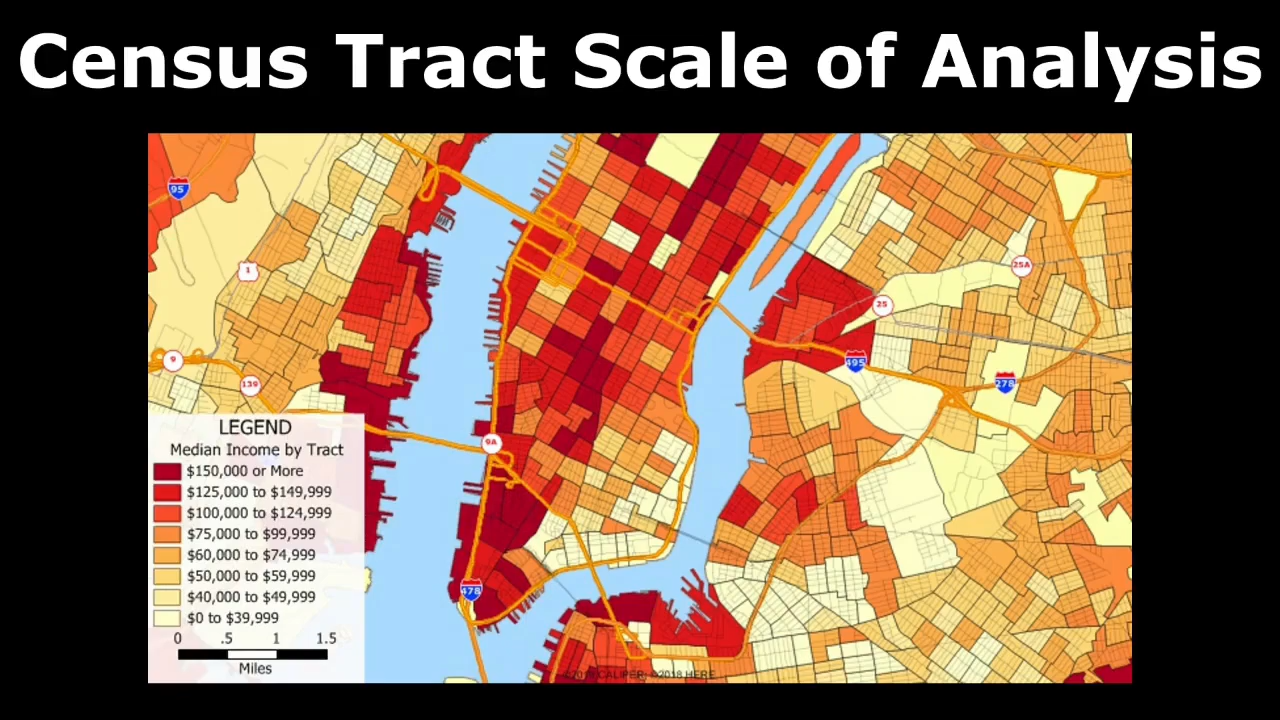 Census Tract Scale of Analysis
95
1
25A
25
9
495
139
278
9A
478
LEGEND
Median Income by Tract
$150,000 or More
$125,000 to $149,999
$100,000 to $124,999
$75,000 to $99,999
$60,000 to $74,999
$50,000 to $59,999
$40,000 to $49,999
$0 to $39,999
0 .5 1 1.5
Miles
CALIPER; ©2018 HERE